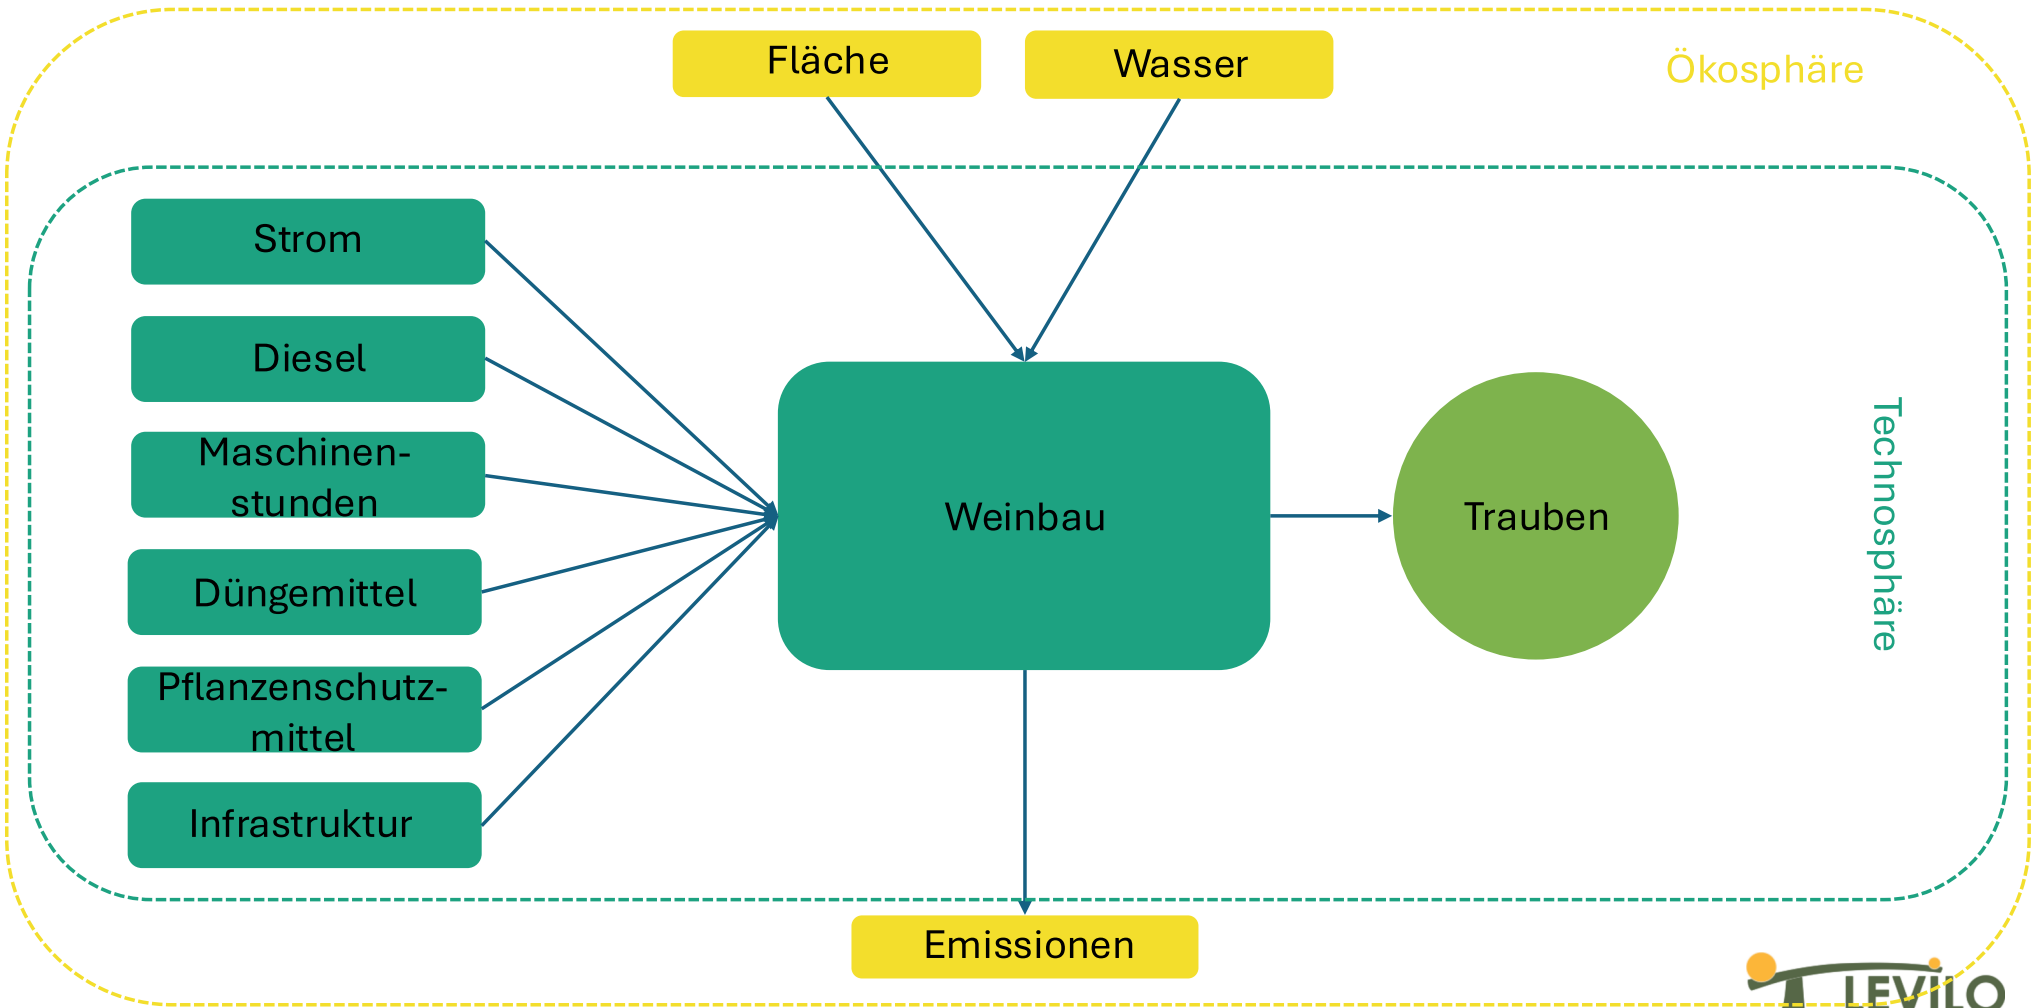 Fläche
Wasser
Ökosphäre
Strom
Diesel
Maschinen-
stunden
Düngemittel
Pflanzenschutz-
mittel
Infrastruktur
Weinbau
Trauben
Technosphäre
Emissionen
LEVILO